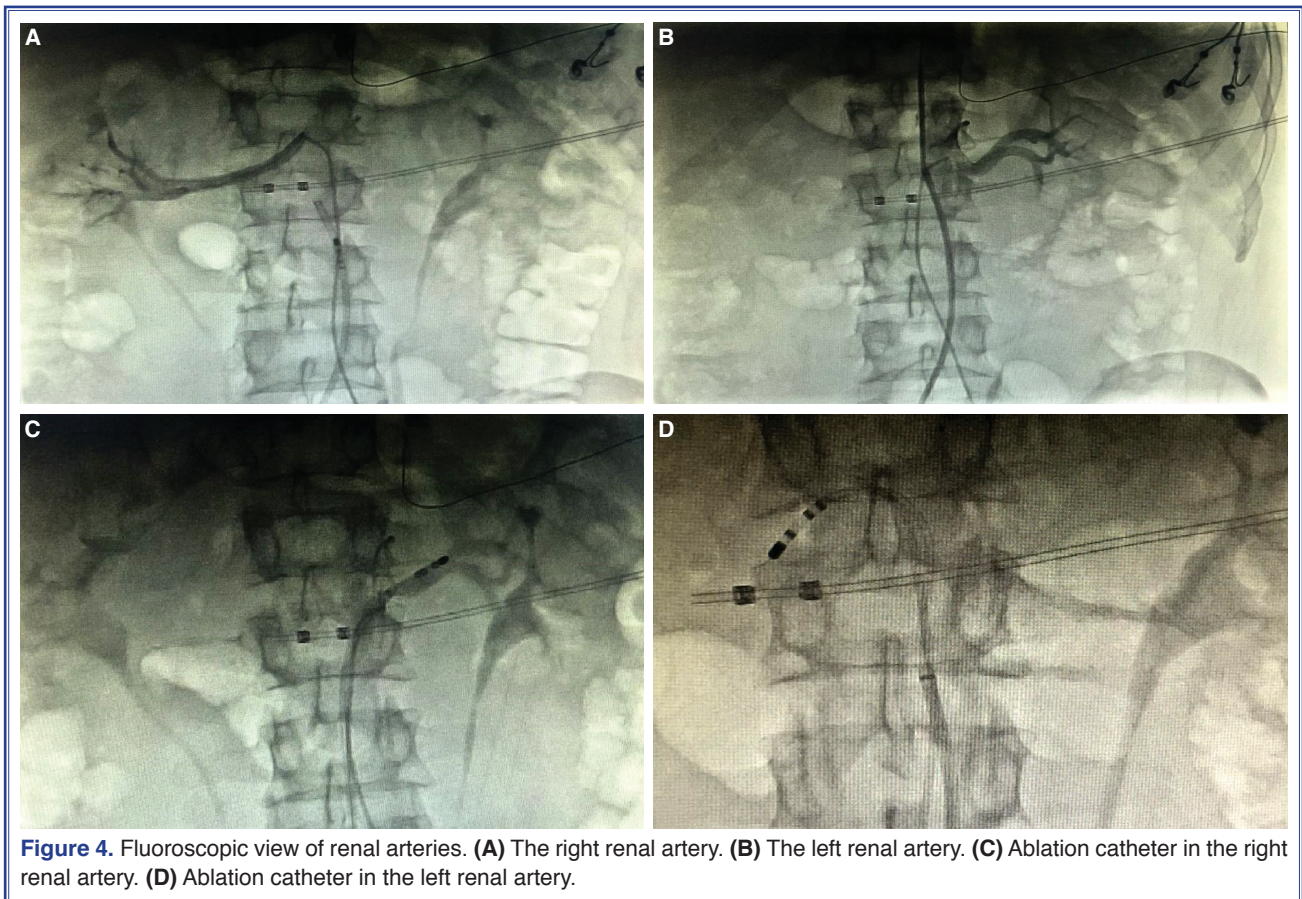 A
B
C
D
Figure 4. Fluoroscopic view of renal arteries. (A) The right renal artery. (B) The left renal artery. (C) Ablation catheter in the right
renal artery. (D) Ablation catheter in the left renal artery.